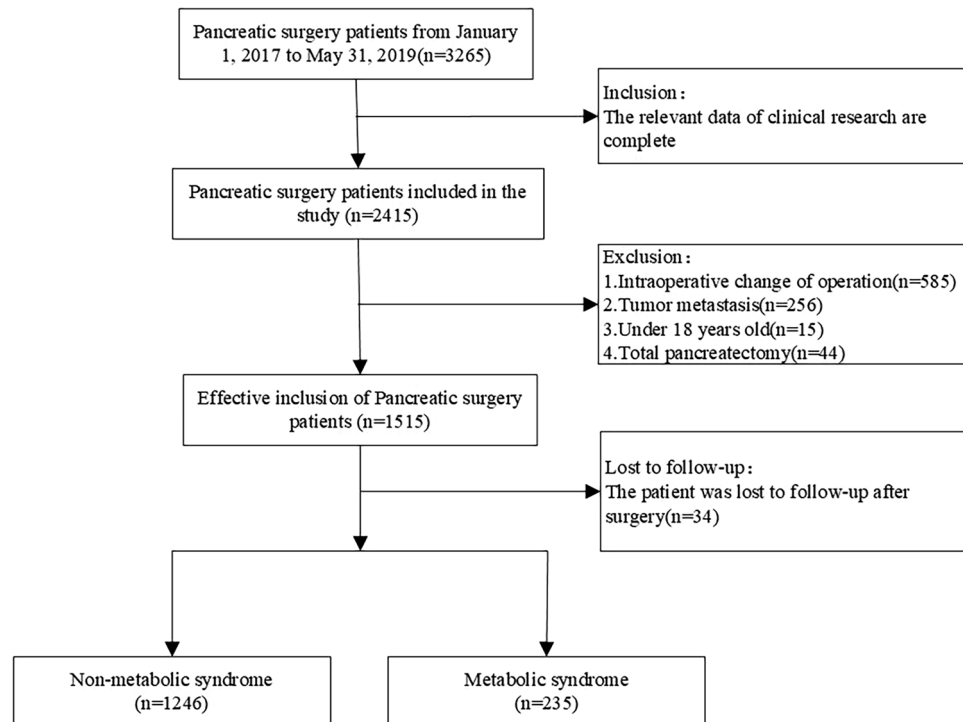 Pancreatic surgery patients from January
1, 2017 to May 31, 2019(n=3265)
Inclusion：
The relevant data of clinical research are
complete
Pancreatic surgery patients included in the
study (n=2415)
Exclusion：
1.Intraoperative change of operation(n=585)
2.Tumor metastasis(n=256)
3.Under 18 years old(n=15)
4.Total pancreatectomy(n=44)
Effective inclusion of Pancreatic surgery
patients (n=1515)
Lost to follow-up：
The patient was lost to follow-up after
surgery(n=34)
Non-metabolic syndrome
(n=1246)
Metabolic syndrome
(n=235)